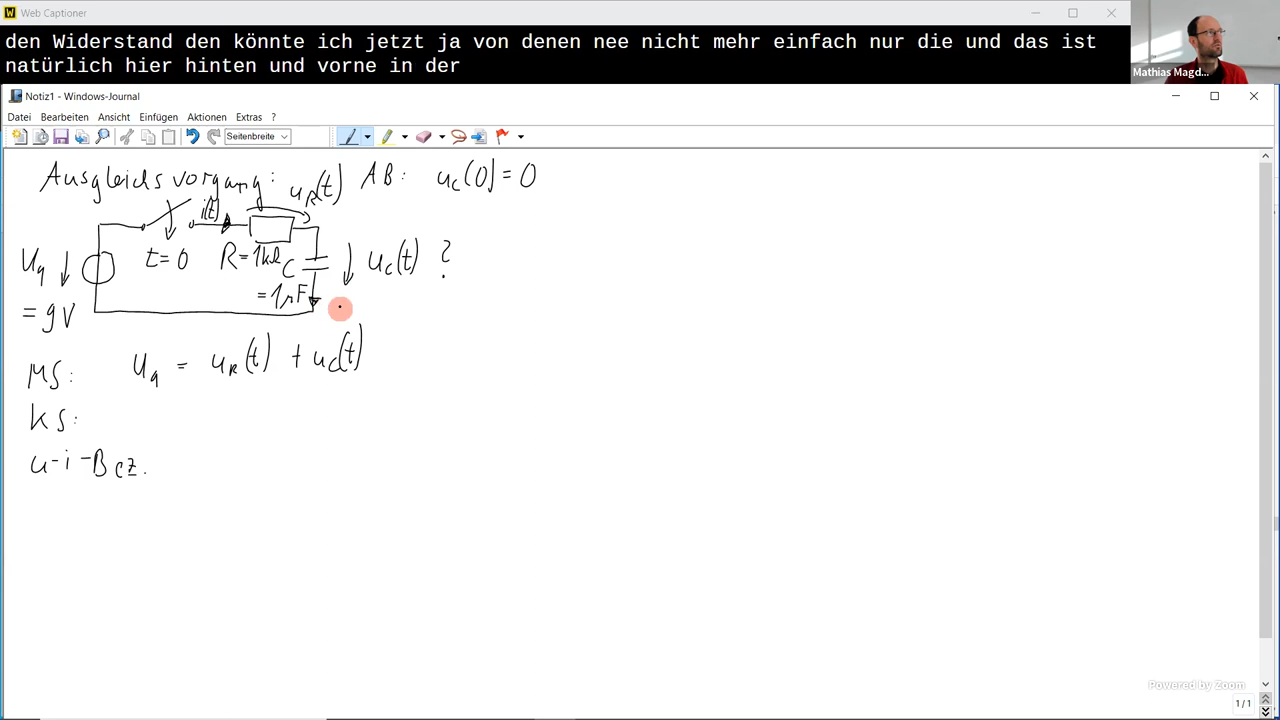 Web Captioner
den Widerstand den könnte ich jetzt ja von denen nee nicht mehr einfach nur die und das ist
natürlich hier hinten und vorne in der
Mathias Magd...
Notiz1 - Windows-Journal
Datei Bearbeiten Ansicht Einfügen Aktionen Extras ?
Seitenbreite
Ausgleichsvorgang: uR(t) AB: uC(0) = 0
i(t)
Uq t=0 R=1kΩ C uC(t) ?
= 9V =1µF
MS: Uq = uR(t) + uC(t)
KS:
u-i-Bez.
Powered by Zoom
1 / 1